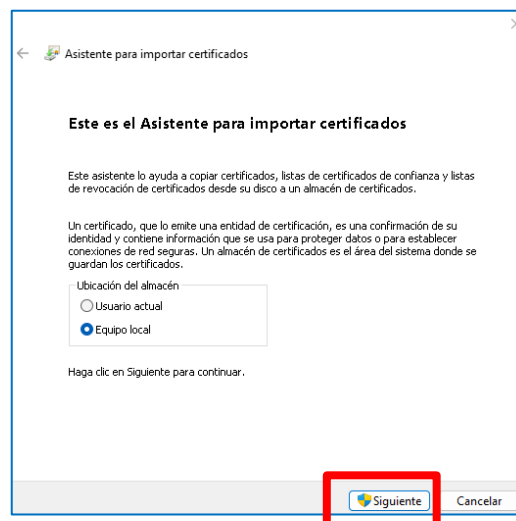 Asistente para importar certificados
Este es el Asistente para importar certificados
Este asistente lo ayuda a copiar certificados, listas de certificados de confianza y listas
de revocación de certificados desde su disco a un almacén de certificados.
Un certificado, que lo emite una entidad de certificación, es una confirmación de su
identidad y contiene información que se usa para proteger datos o para establecer
conexiones de red seguras. Un almacén de certificados es el área del sistema donde se
guardan los certificados.
Ubicación del almacén
Usuario actual
Equipo local
Haga clic en Siguiente para continuar.
Siguiente Cancelar